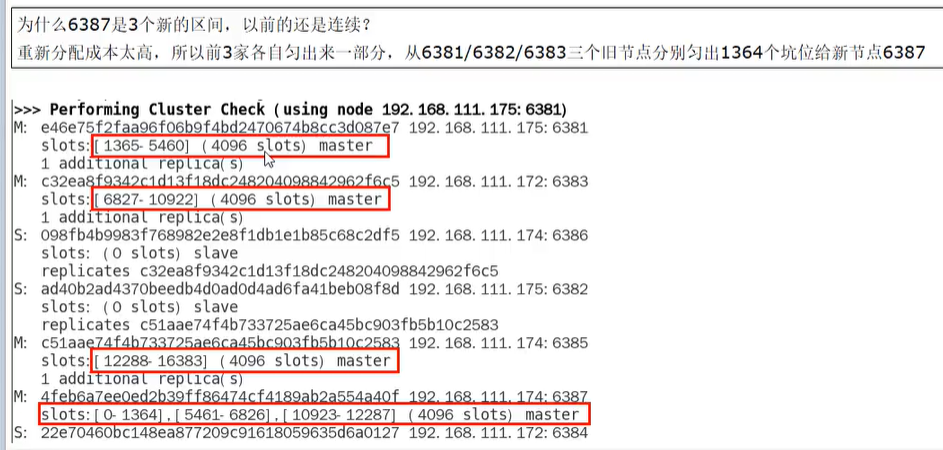 为什么6387是3个新的区间，以前的还是连续？
重新分配成本太高，所以前3家各自匀出来一部分，从6381/6382/6383三个旧节点分别匀出1364个坑位给新节点6387
>>> Performing Cluster Check (using node 192.168.111.175:6381)
M: e46e75f2faa96f06b9f4bd2470674b8cc3d087e7 192.168.111.175:6381
slots:[1365-5460] (4096 slots) master
1 additional replica(s)
M: c32ea8f9342c1d13f18dc248204098842962f6c5 192.168.111.172:6383
slots:[6827-10922] (4096 slots) master
1 additional replica(s)
S: 098fb4b9983f768982e2e8f1db1e1b85c68c2df5 192.168.111.174:6386
slots: (0 slots) slave
replicates c32ea8f9342c1d13f18dc248204098842962f6c5
S: ad40b2ad4370beedb4d0ad0d4ad6fa41beb08f8d 192.168.111.175:6382
slots: (0 slots) slave
replicates c51aae74f4b733725ae6ca45bc903fb5b10c2583
M: c51aae74f4b733725ae6ca45bc903fb5b10c2583 192.168.111.174:6385
slots:[12288-16383] (4096 slots) master
1 additional replica(s)
M: 4feb6a7ee0ed2b39ff86474cf4189ab2a554a40f 192.168.111.174:6387
slots:[0-1364],[5461-6826],[10923-12287] (4096 slots) master
S: 22e70460bc148ea877209c91618059635d6a0127 192.168.111.172:6384